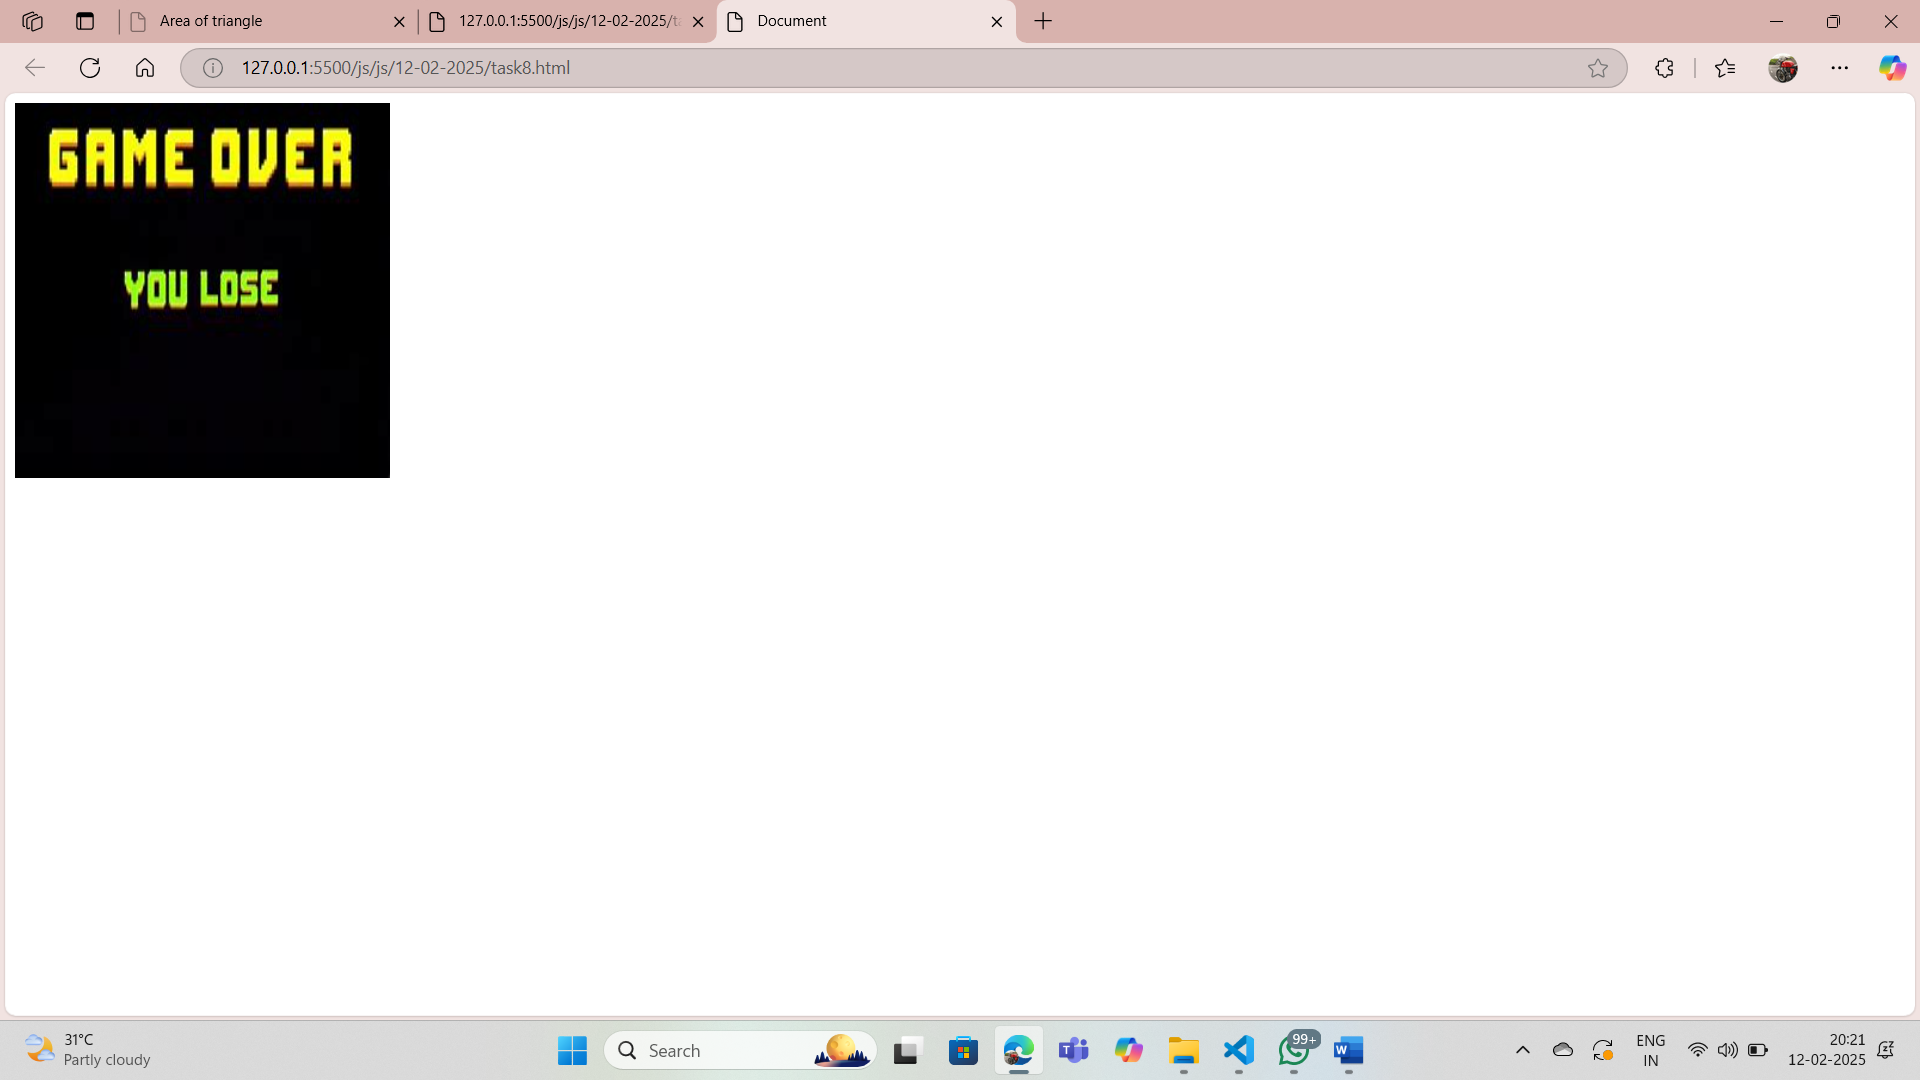 Area of triangle
127.0.0.1:5500/js/js/12-02-2025/ta
Document
127.0.0.1:5500/js/js/12-02-2025/task8.html
GAME OVER
YOU LOSE
31°C
Partly cloudy
Search
99+
ENG
IN
20:21
12-02-2025